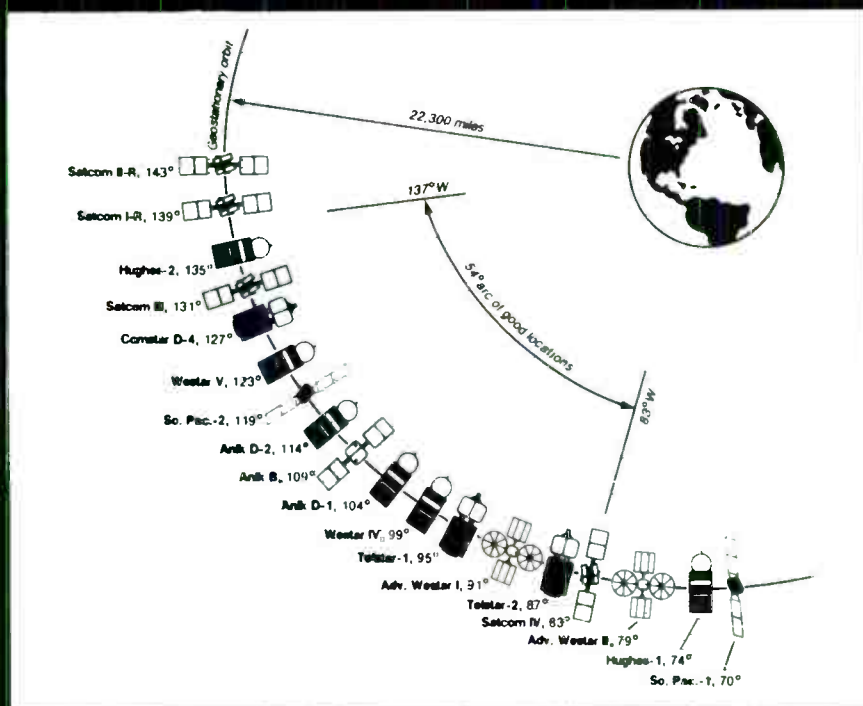 Geostationary orbit
22,300 miles
Satcom II-R, 143°
137°W
Satcom I-R, 139°
Hughes-2, 135°
54° arc of good locations
Satcom III, 131°
Comstar D-4, 127°
Westar V, 123°
83°W
So. Pac.-2, 119°
Anik D-2, 114°
Anik B, 109°
Anik D-1, 104°
Westar IV, 99°
Telstar-1, 95°
Adv. Westar I, 91°
Telstar-2, 87°
Satcom IV, 83°
Adv. Westar II, 79°
Hughes-1, 74°
So. Pac.-1, 70°